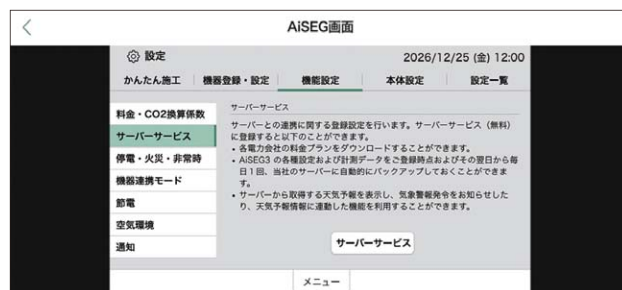 AiSEG画面
設定
2026/12/25 (金) 12:00
かんたん施工 機器登録・設定 機能設定 本体設定 設定一覧
料金・CO2換算係数
サーバーサービス
停電・火災・非常時
機器連携モード
節電
空気環境
通知
サーバーサービス
サーバーとの連携に関する登録設定を行います。サーバーサービス（無料）
に登録すると以下のことができます。
• 各電力会社の料金プランをダウンロードすることができます。
• AiSEG3 の各種設定および計測データをご登録時点およびその翌日から毎
日１回、当社のサーバーに自動的にバックアップしておくことができま
す。
• サーバーから取得する天気予報を表示し、気象警報発令をお知らせした
り、天気予報情報に連動した機能を利用することができます。
サーバーサービス
メニュー